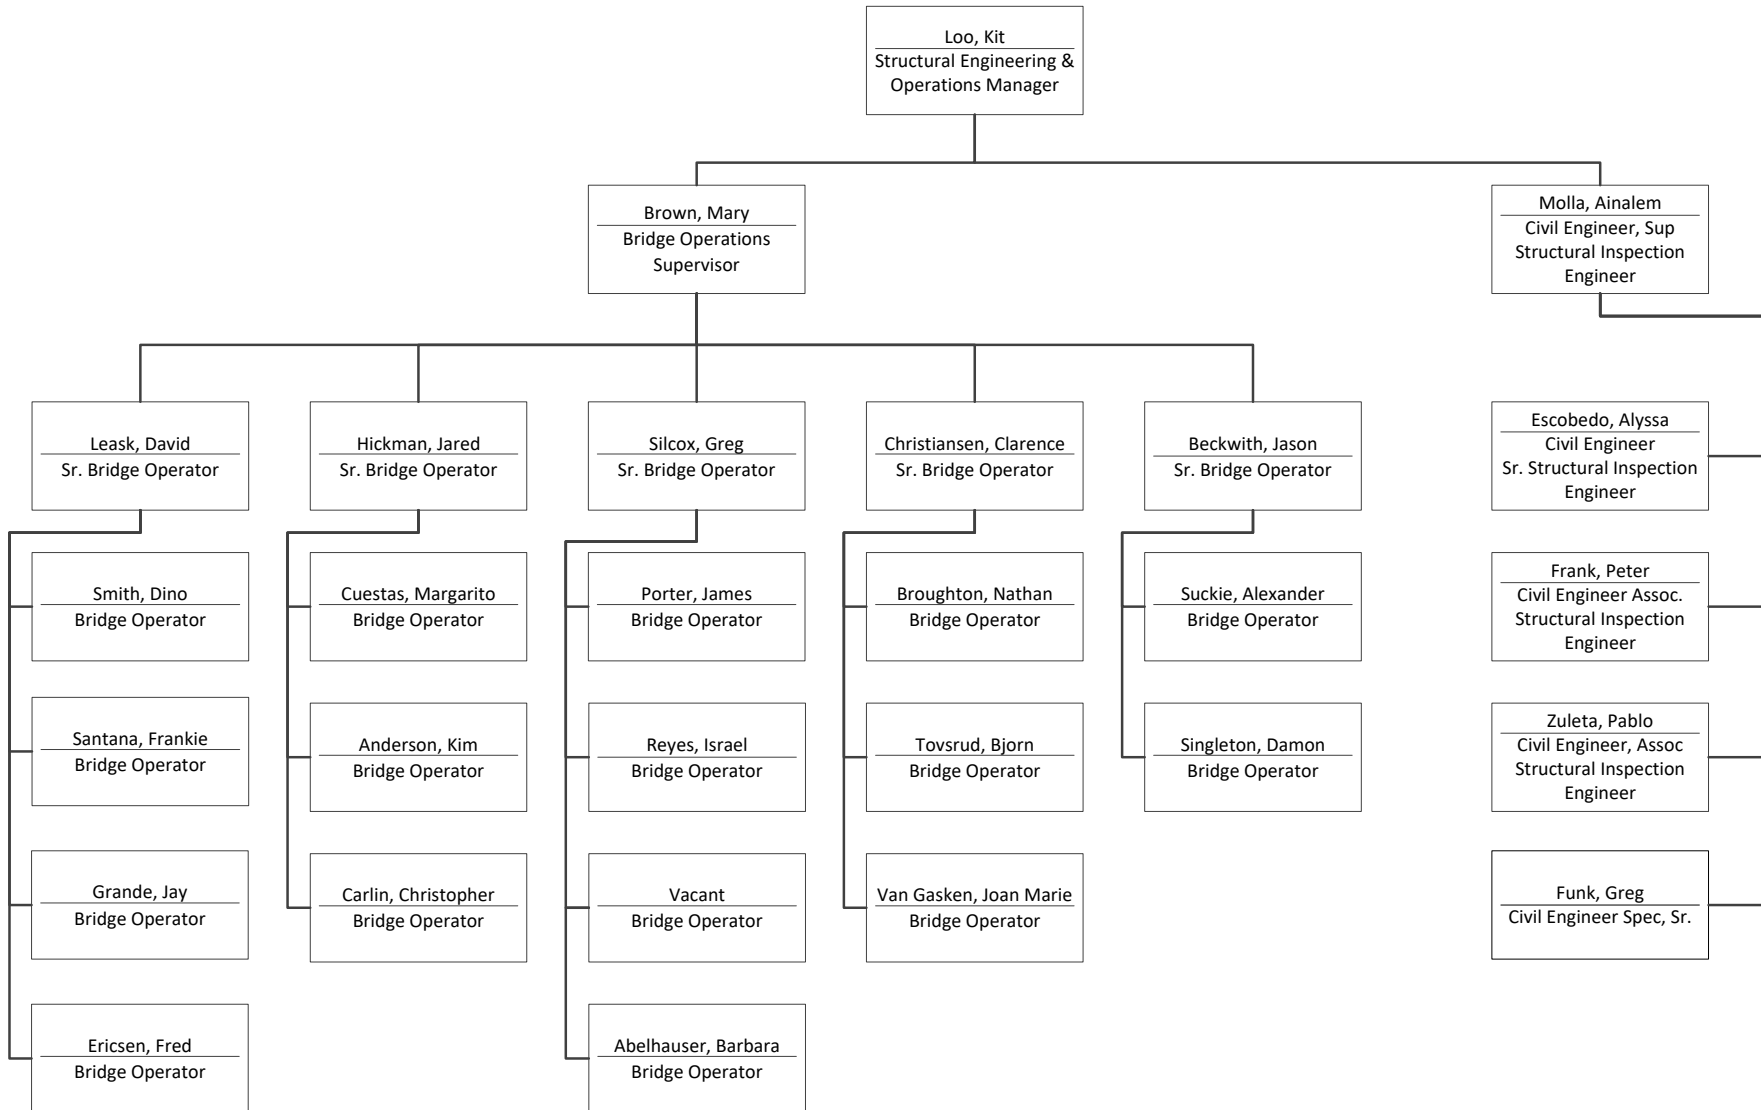 Loo, Kit
Structural Engineering &
Operations Manager
Brown, Mary
Bridge Operations
Supervisor
Molla, Ainalem
Civil Engineer, Sup
Structural Inspection
Engineer
Leask, David
Sr. Bridge Operator
Hickman, Jared
Sr. Bridge Operator
Silcox, Greg
Sr. Bridge Operator
Christiansen, Clarence
Sr. Bridge Operator
Beckwith, Jason
Sr. Bridge Operator
Escobedo, Alyssa
Civil Engineer
Sr. Structural Inspection
Engineer
Smith, Dino
Bridge Operator
Cuestas, Margarito
Bridge Operator
Porter, James
Bridge Operator
Broughton, Nathan
Bridge Operator
Suckie, Alexander
Bridge Operator
Frank, Peter
Civil Engineer Assoc.
Structural Inspection
Engineer
Santana, Frankie
Bridge Operator
Anderson, Kim
Bridge Operator
Reyes, Israel
Bridge Operator
Tovsrud, Bjorn
Bridge Operator
Singleton, Damon
Bridge Operator
Zuleta, Pablo
Civil Engineer, Assoc
Structural Inspection
Engineer
Grande, Jay
Bridge Operator
Carlin, Christopher
Bridge Operator
Vacant
Bridge Operator
Van Gasken, Joan Marie
Bridge Operator
Funk, Greg
Civil Engineer Spec, Sr.
Ericsen, Fred
Bridge Operator
Abelhauser, Barbara
Bridge Operator